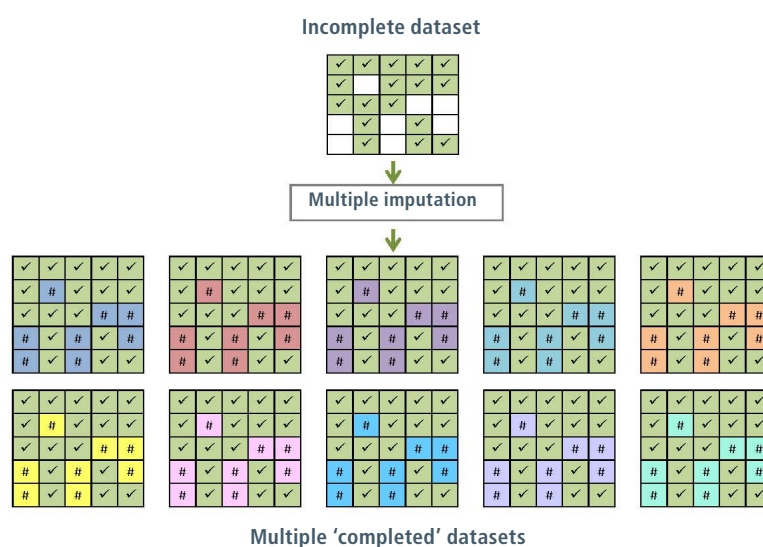 Incomplete dataset
✓ ✓ ✓ ✓ ✓
✓ ✓ ✓ ✓
✓ ✓ ✓
✓ ✓
✓ ✓ ✓
Multiple imputation
✓ ✓ ✓ ✓ ✓ ✓ ✓ ✓ ✓ ✓ ✓ ✓ ✓ ✓ ✓ ✓ ✓ ✓ ✓ ✓ ✓ ✓ ✓ ✓ ✓
✓ # ✓ ✓ ✓ ✓ # ✓ ✓ ✓ ✓ # ✓ ✓ ✓ ✓ # ✓ ✓ ✓ ✓ # ✓ ✓ ✓
✓ ✓ ✓ # # ✓ ✓ ✓ # # ✓ ✓ ✓ # # ✓ ✓ ✓ # # ✓ ✓ ✓ # #
# ✓ # ✓ # # ✓ # ✓ # # ✓ # ✓ # # ✓ # ✓ # # ✓ # ✓ #
# ✓ # ✓ ✓ # ✓ # ✓ ✓ # ✓ # ✓ ✓ # ✓ # ✓ ✓ # ✓ # ✓ ✓
✓ ✓ ✓ ✓ ✓ ✓ ✓ ✓ ✓ ✓ ✓ ✓ ✓ ✓ ✓ ✓ ✓ ✓ ✓ ✓ ✓ ✓ ✓ ✓ ✓
✓ # ✓ ✓ ✓ ✓ # ✓ ✓ ✓ ✓ # ✓ ✓ ✓ ✓ # ✓ ✓ ✓ ✓ # ✓ ✓ ✓
✓ ✓ ✓ # # ✓ ✓ ✓ # # ✓ ✓ ✓ # # ✓ ✓ ✓ # # ✓ ✓ ✓ # #
# ✓ # ✓ # # ✓ # ✓ # # ✓ # ✓ # # ✓ # ✓ # # ✓ # ✓ #
# ✓ # ✓ ✓ # ✓ # ✓ ✓ # ✓ # ✓ ✓ # ✓ # ✓ ✓ # ✓ # ✓ ✓
Multiple ‘completed’ datasets